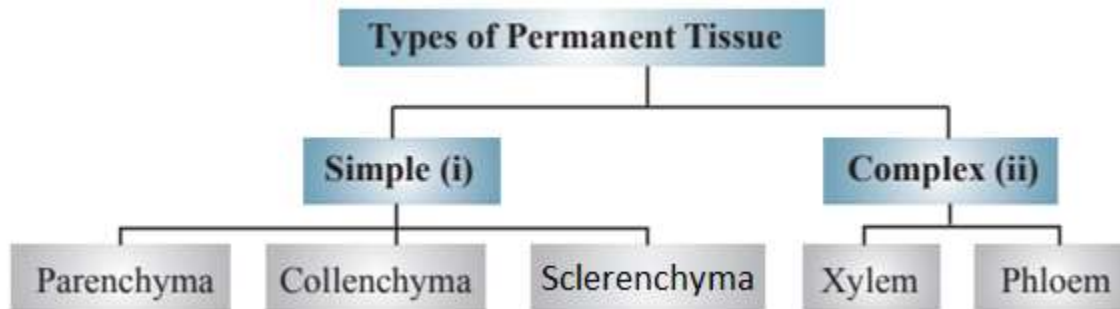 Types of Permanent Tissue
Simple (i)
Complex (ii)
Parenchyma
Collenchyma
Sclerenchyma
Xylem
Phloem